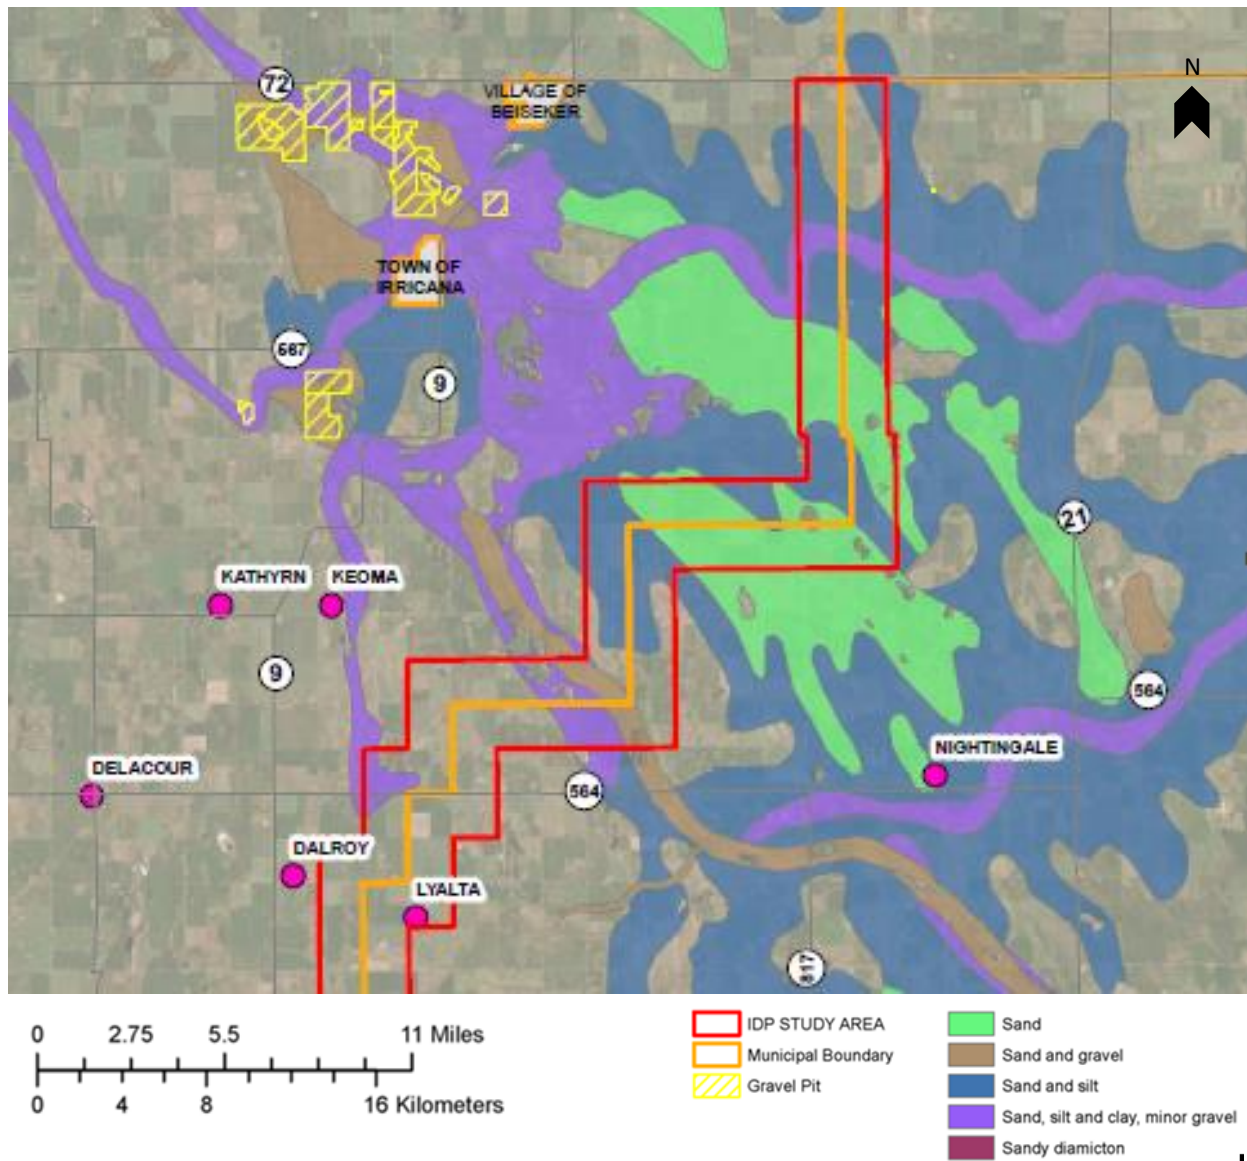 N
72
VILLAGE OF
BEISEKER
TOWN OF
IRRICANA
567
9
21
KATHYRN
KEOMA
9
564
DELACOUR
NIGHTINGALE
564
DALROY
LYALTA
817
0 2.75 5.5 11 Miles
0 4 8 16 Kilometers
IDP STUDY AREA
Municipal Boundary
Gravel Pit
Sand
Sand and gravel
Sand and silt
Sand, silt and clay, minor gravel
Sandy diamicton